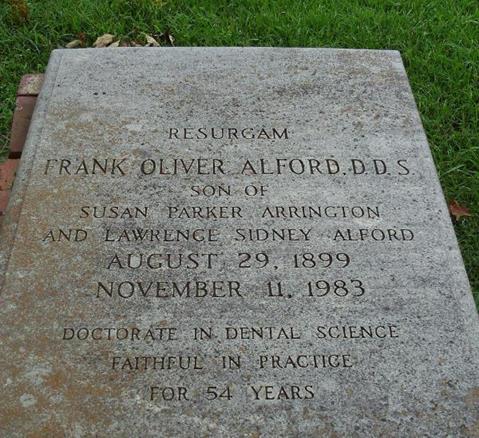 RESURGAM
FRANK OLIVER ALFORD, D.D.S.
SON OF
SUSAN PARKER ARRINGTON
AND LAWRENCE SIDNEY ALFORD
AUGUST 29, 1899
NOVEMBER 11, 1983
DOCTORATE IN DENTAL SCIENCE
FAITHFUL IN PRACTICE
FOR 54 YEARS